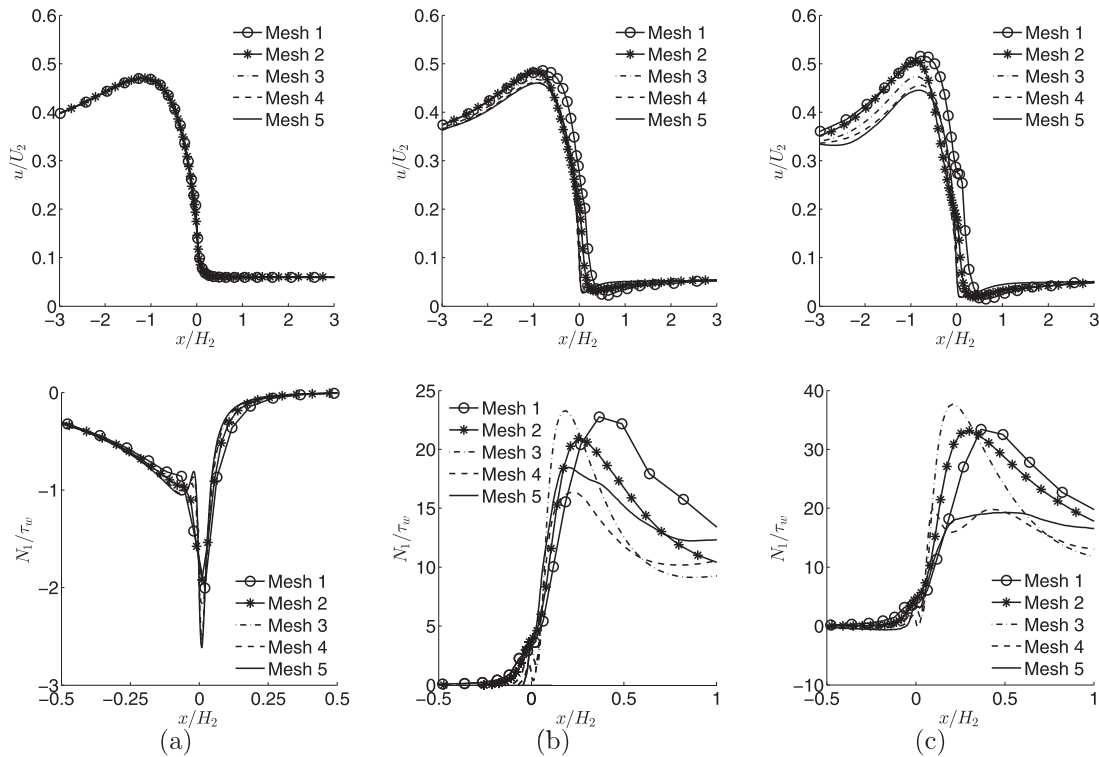 0.6
0.5
0.4
0.3
0.2
0.1
0
u/U2
−3 −2 −1 0 1 2 3
x/H2
Mesh 1
Mesh 2
Mesh 3
Mesh 4
Mesh 5
0.6
0.5
0.4
0.3
0.2
0.1
0
u/U2
−3 −2 −1 0 1 2 3
x/H2
Mesh 1
Mesh 2
Mesh 3
Mesh 4
Mesh 5
0.6
0.5
0.4
0.3
0.2
0.1
0
u/U2
−3 −2 −1 0 1 2 3
x/H2
Mesh 1
Mesh 2
Mesh 3
Mesh 4
Mesh 5
0
−1
−2
−3
N1/τw
−0.5 −0.25 0 0.25 0.5
x/H2
Mesh 1
Mesh 2
Mesh 3
Mesh 4
Mesh 5
(a)
25
20
15
10
5
0
N1/τw
−0.5 0 0.5 1
x/H2
Mesh 1
Mesh 2
Mesh 3
Mesh 4
Mesh 5
(b)
40
30
20
10
0
−10
N1/τw
−0.5 0 0.5 1
x/H2
Mesh 1
Mesh 2
Mesh 3
Mesh 4
Mesh 5
(c)